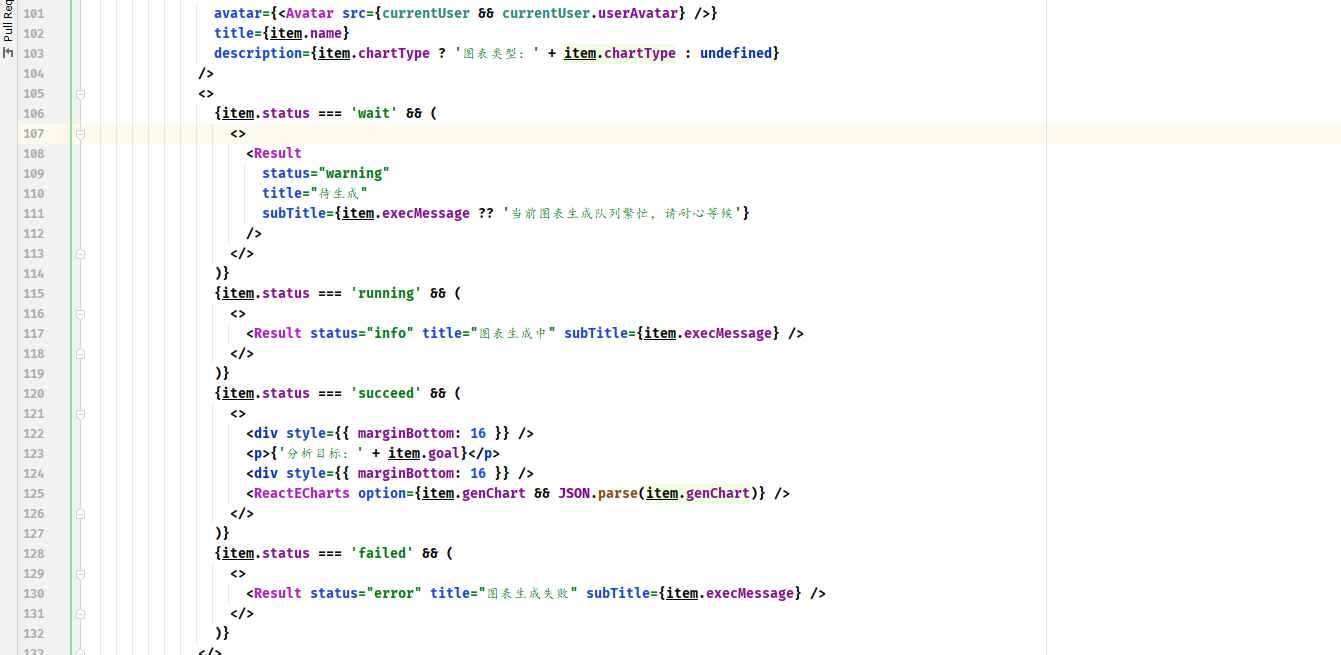 Pull Req
101 avatar={<Avatar src={currentUser && currentUser.userAvatar} />}
102 title={item.name}
103 description={item.chartType ? '图表类型：' + item.chartType : undefined}
104 />
105 <>
106 {item.status === 'wait' && (
107 <>
108 <Result
109 status="warning"
110 title="待生成"
111 subTitle={item.execMessage ?? '当前图表生成队列繁忙，请耐心等候'}
112 />
113 </>
114 )}
115 {item.status === 'running' && (
116 <>
117 <Result status="info" title="图表生成中" subTitle={item.execMessage} />
118 </>
119 )}
120 {item.status === 'succeed' && (
121 <>
122 <div style={{ marginBottom: 16 }} />
123 <p>{'分析目标：' + item.goal}</p>
124 <div style={{ marginBottom: 16 }} />
125 <ReactECharts option={item.genChart && JSON.parse(item.genChart)} />
126 </>
127 )}
128 {item.status === 'failed' && (
129 <>
130 <Result status="error" title="图表生成失败" subTitle={item.execMessage} />
131 </>
132 )}
133 </>